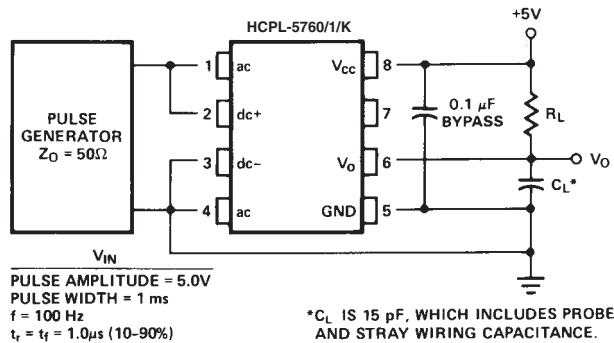 HCPL-5760/1/K
+5V
PULSE
GENERATOR
ZO = 50Ω
1 ac
2 dc+
3 dc–
4 ac
VCC 8
7
VO 6
GND 5
0.1 µF
BYPASS
RL
VO
CL*
VIN
PULSE AMPLITUDE = 5.0V
PULSE WIDTH = 1 ms
f = 100 Hz
tr = tf = 1.0µs (10–90%)
*CL IS 15 pF, WHICH INCLUDES PROBE
AND STRAY WIRING CAPACITANCE.